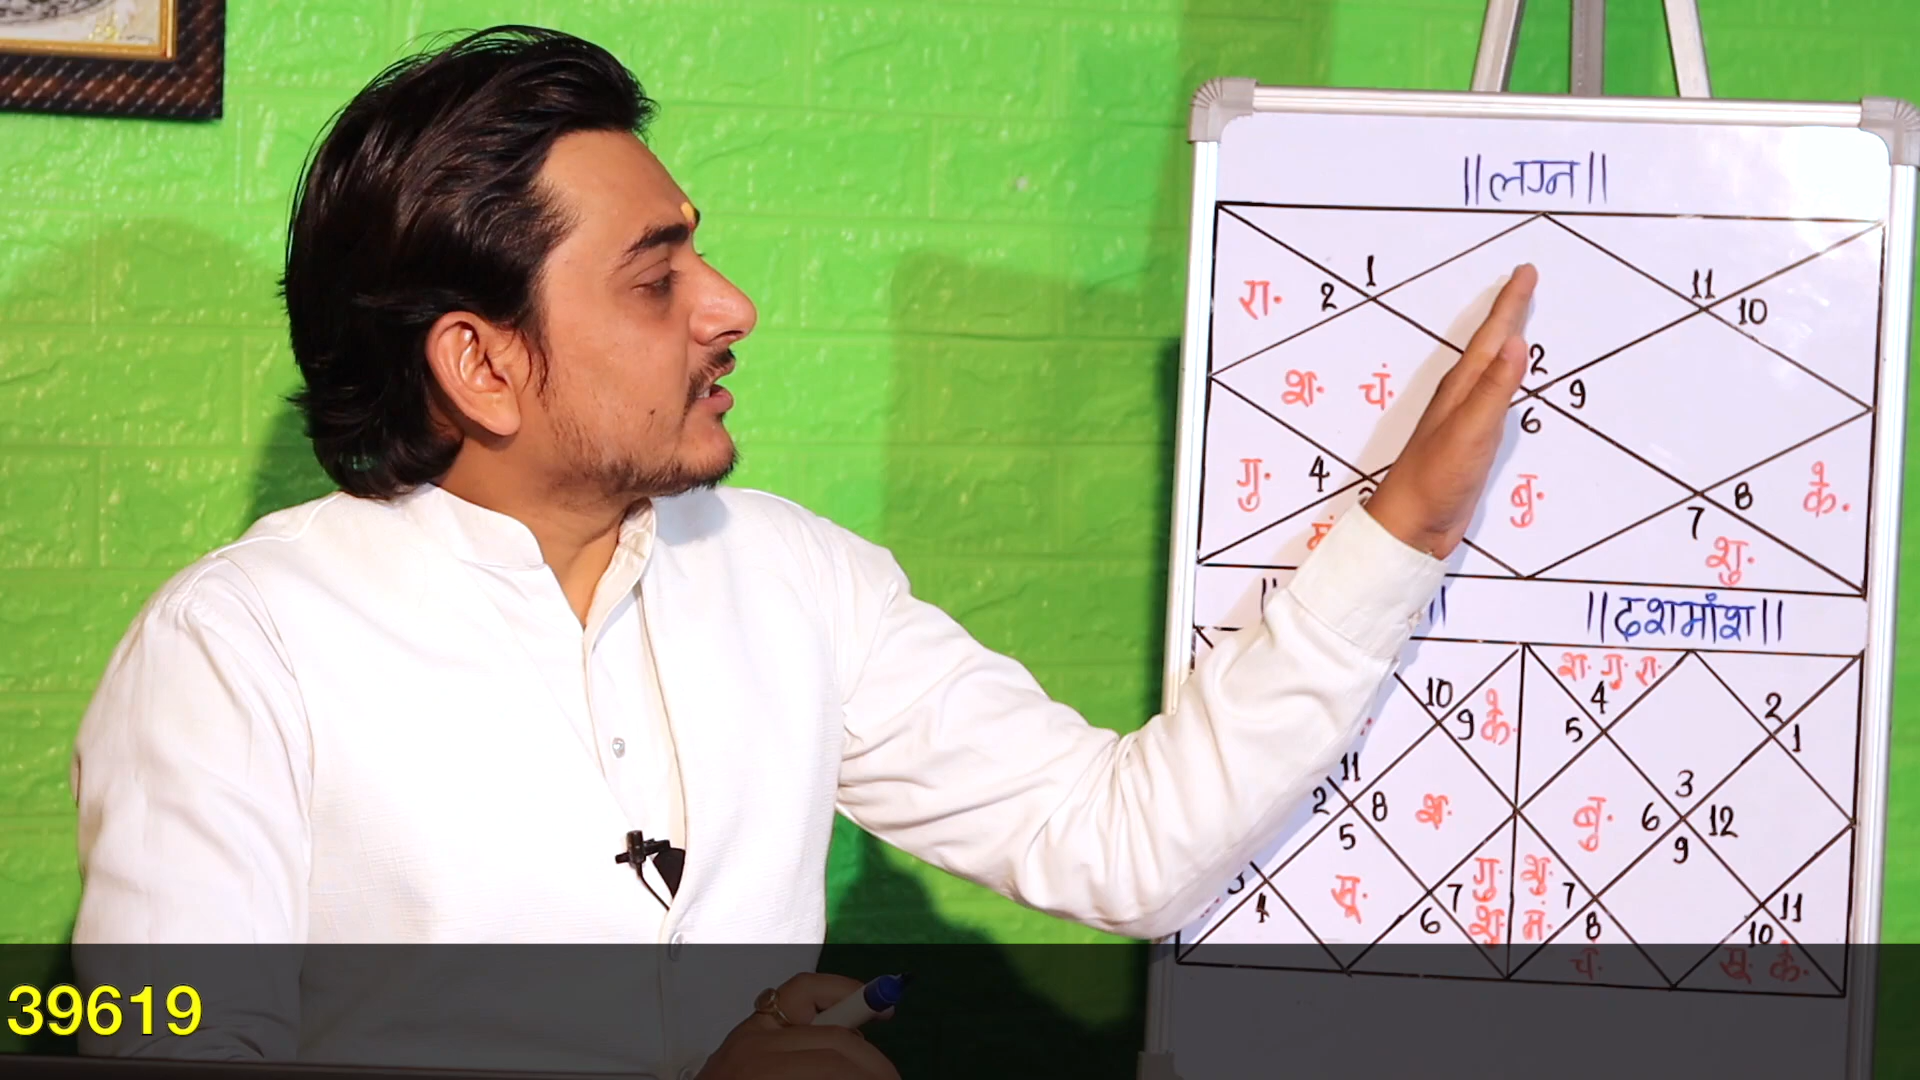 ||लग्न||
1 11
रा. 2 10
2
श. चं. 9
6
गु. 4 बु. 8 के.
7
मं शु.
||दशमांश||
श. गु. रा.
10 के. 4 2
9 5 1
11 3
2 8 श. बु. 6 12
5 9
सू. 7 गु. शु. 7 11
4 6 शु. मं. 8 10
चं. सू. के.
39619